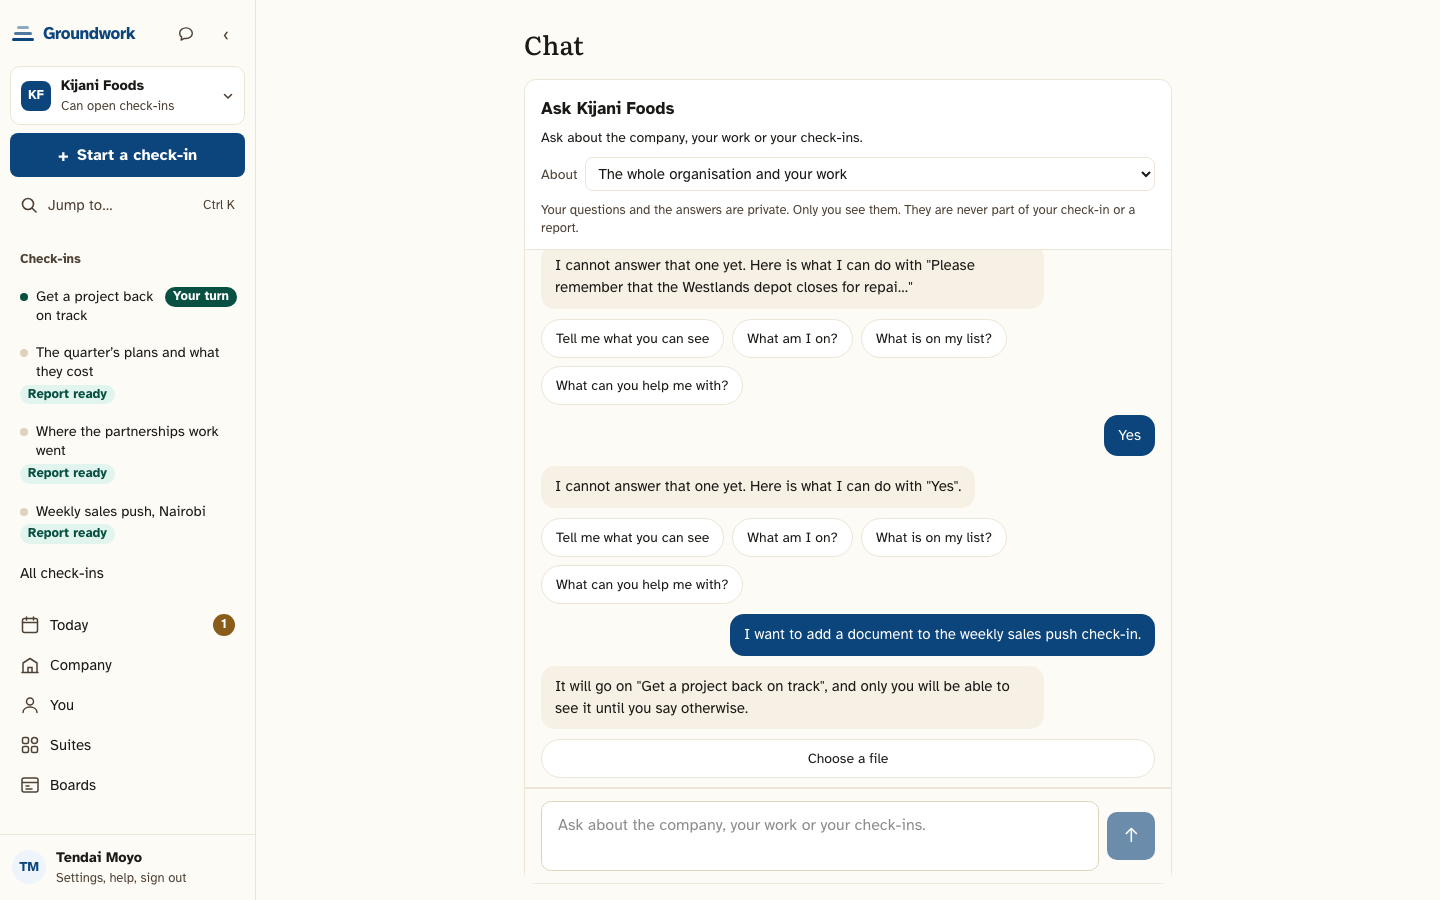 Groundwork
KF
Kijani Foods
Can open check-ins
+ Start a check-in
Jump to...
Ctrl K
Check-ins
Get a project back
on track
Your turn
The quarter's plans and what
they cost
Report ready
Where the partnerships work
went
Report ready
Weekly sales push, Nairobi
Report ready
All check-ins
Today
1
Company
You
Suites
Boards
TM
Tendai Moyo
Settings, help, sign out
Chat
Ask Kijani Foods
Ask about the company, your work or your check-ins.
About
The whole organisation and your work
Your questions and the answers are private. Only you see them. They are never part of your check-in or a
report.
I cannot answer that one yet. Here is what I can do with "Please
remember that the Westlands depot closes for repai…"
Tell me what you can see
What am I on?
What is on my list?
What can you help me with?
Yes
I cannot answer that one yet. Here is what I can do with "Yes".
Tell me what you can see
What am I on?
What is on my list?
What can you help me with?
I want to add a document to the weekly sales push check-in.
It will go on "Get a project back on track", and only you will be able to
see it until you say otherwise.
Choose a file
Ask about the company, your work or your check-ins.